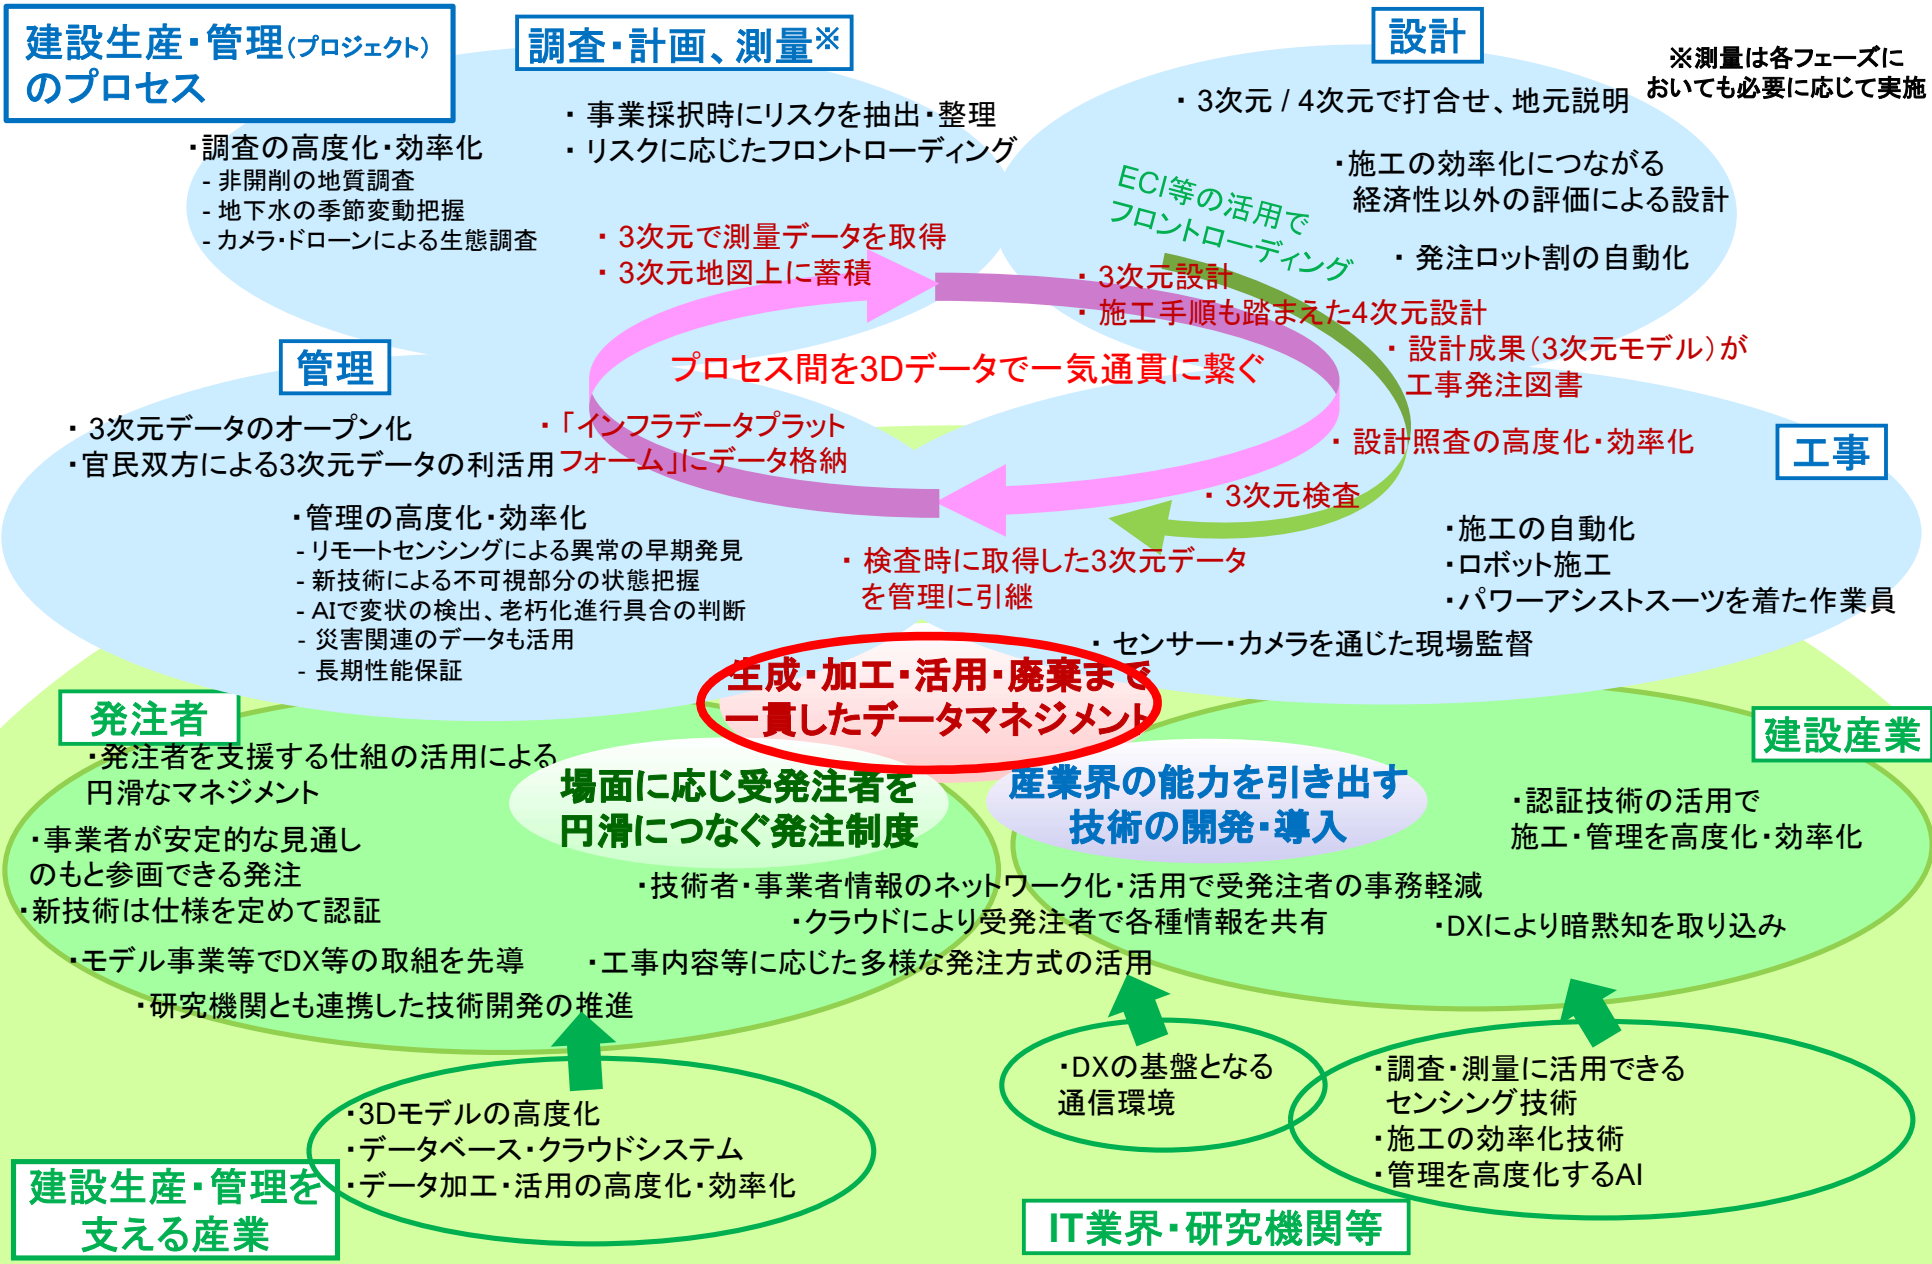 建設生産・管理(プロジェクト)
のプロセス
調査・計画、測量※
設計
※測量は各フェーズに
おいても必要に応じて実施
・調査の高度化・効率化
- 非開削の地質調査
- 地下水の季節変動把握
- カメラ・ドローンによる生態調査
・ 事業採択時にリスクを抽出・整理
・ リスクに応じたフロントローディング
・ 3次元で測量データを取得
・ 3次元地図上に蓄積
・ 3次元 / 4次元で打合せ、地元説明
・施工の効率化につながる
経済性以外の評価による設計
・ 発注ロット割の自動化
ECI等の活用で
フロントローディング
・ 3次元設計
・ 施工手順も踏まえた4次元設計
・ 設計成果(3次元モデル)が
工事発注図書
プロセス間を3Dデータで一気通貫に繋ぐ
管理
・ 3次元データのオープン化
・官民双方による3次元データの利活用
・「インフラデータプラット
フォーム」にデータ格納
・管理の高度化・効率化
- リモートセンシングによる異常の早期発見
- 新技術による不可視部分の状態把握
- AIで変状の検出、老朽化進行具合の判断
- 災害関連のデータも活用
- 長期性能保証
・ 設計照査の高度化・効率化
工事
・ 3次元検査
・ 検査時に取得した3次元データ
を管理に引継
・施工の自動化
・ロボット施工
・パワーアシストスーツを着た作業員
・ センサー・カメラを通じた現場監督
生成・加工・活用・廃棄まで
一貫したデータマネジメント
発注者
・発注者を支援する仕組の活用による
円滑なマネジメント
・事業者が安定的な見通し
のもと参画できる発注
・新技術は仕様を定めて認証
・モデル事業等でDX等の取組を先導
・研究機関とも連携した技術開発の推進
場面に応じ受発注者を
円滑につなぐ発注制度
産業界の能力を引き出す
技術の開発・導入
建設産業
・認証技術の活用で
施工・管理を高度化・効率化
・技術者・事業者情報のネットワーク化・活用で受発注者の事務軽減
・クラウドにより受発注者で各種情報を共有
・DXにより暗黙知を取り込み
・工事内容等に応じた多様な発注方式の活用
・3Dモデルの高度化
・データベース・クラウドシステム
・データ加工・活用の高度化・効率化
建設生産・管理を
支える産業
・DXの基盤となる
通信環境
・調査・測量に活用できる
センシング技術
・施工の効率化技術
・管理を高度化するAI
IT業界・研究機関等